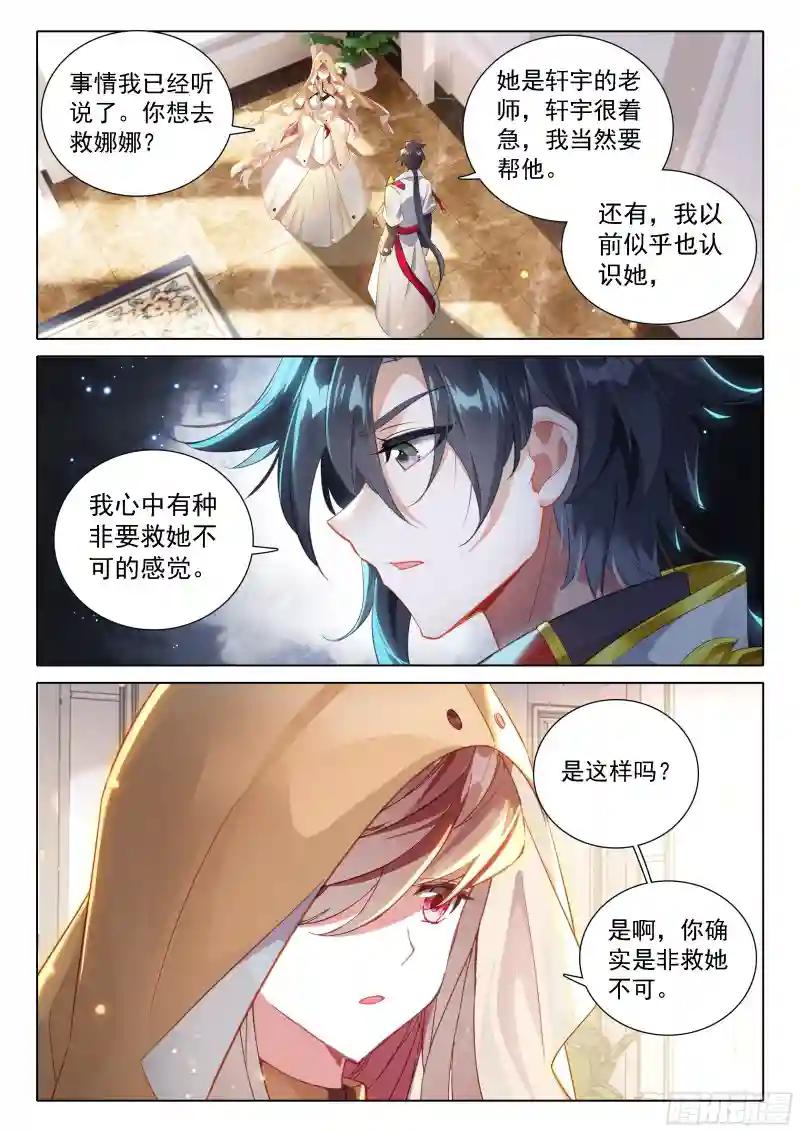 事情我已经听
说了。你想去
救娜娜？
她是轩宇的老
师，轩宇很着
急，我当然要
帮他。
还有，我以
前似乎也认
识她，
我心中有种
非要救她不
可的感觉。
是这样吗？
是啊，你确
实是非救她
不可。